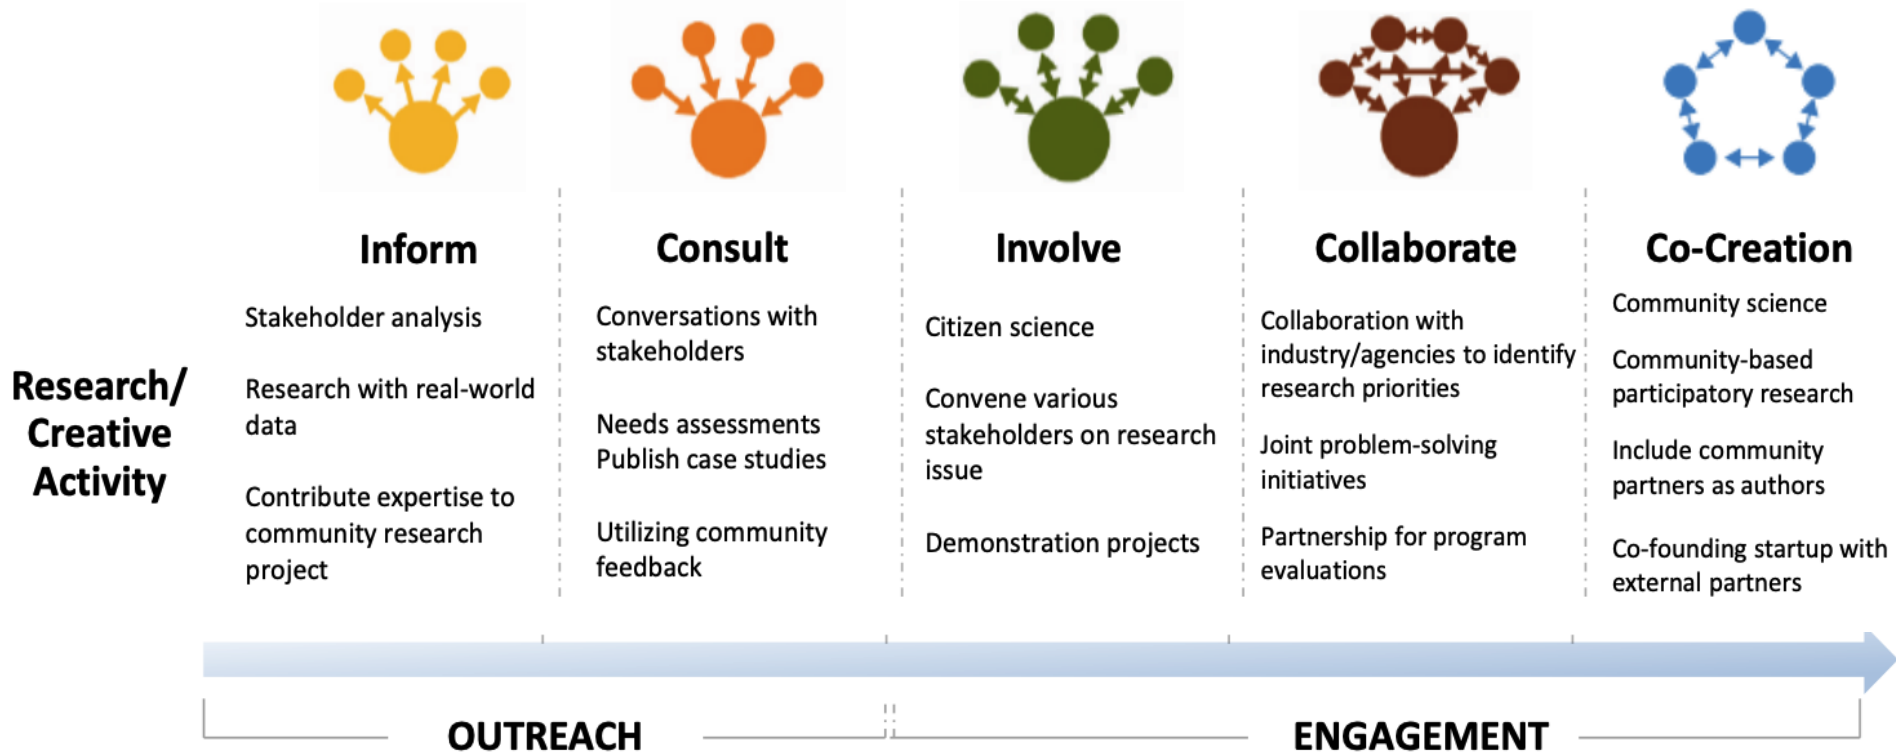 Inform
Consult
Involve
Collaborate
Co-Creation
Research/
Creative
Activity
Stakeholder analysis
Research with real-world
data
Contribute expertise to
community research
project
Conversations with
stakeholders
Needs assessments
Publish case studies
Utilizing community
feedback
Citizen science
Convene various
stakeholders on research
issue
Demonstration projects
Collaboration with
industry/agencies to identify
research priorities
Joint problem-solving
initiatives
Partnership for program
evaluations
Community science
Community-based
participatory research
Include community
partners as authors
Co-founding startup with
external partners
OUTREACH
ENGAGEMENT